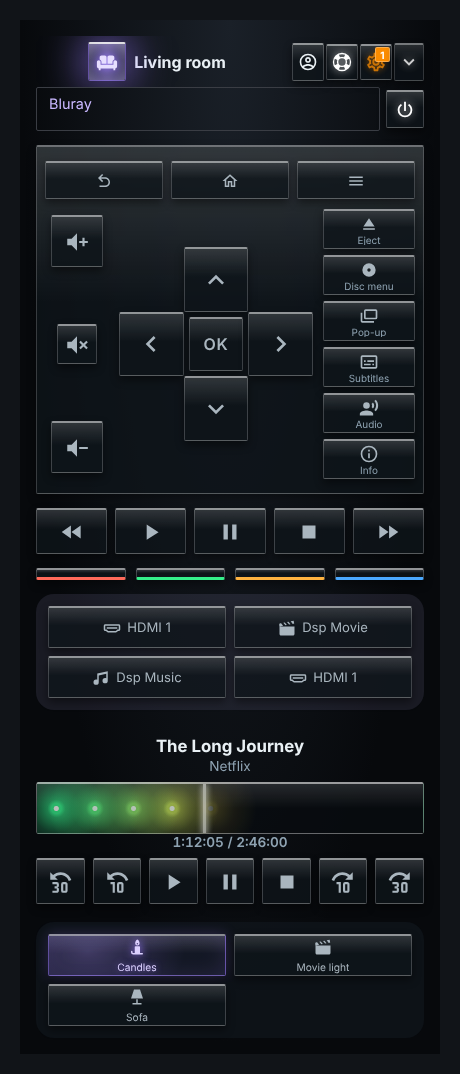 Living room
1
Bluray
Eject
Disc menu
Pop-up
OK
Subtitles
Audio
Info
HDMI 1
Dsp Movie
Dsp Music
HDMI 1
The Long Journey
Netflix
1:12:05 / 2:46:00
30
10
10
30
Candles
Movie light
Sofa